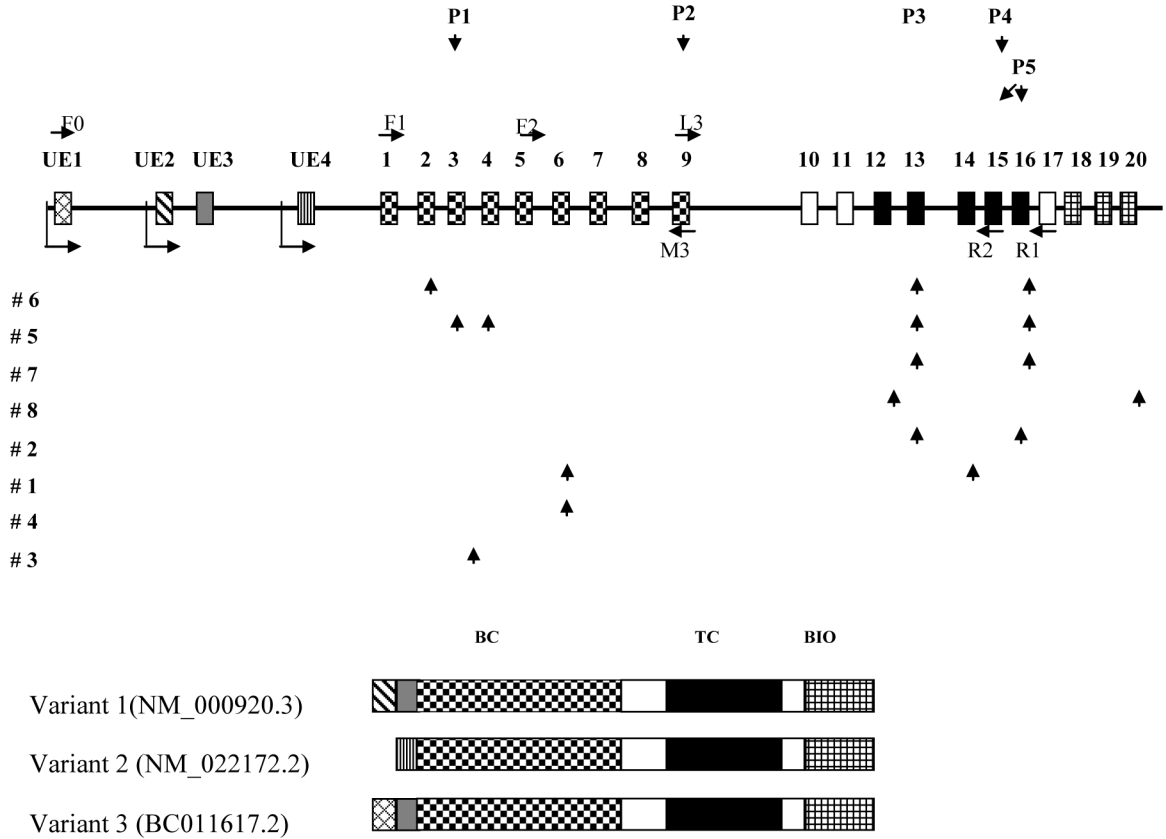 P1 P2 P3 P4
P5
F0 F1 F2 L3
UE1 UE2 UE3 UE4 1 2 3 4 5 6 7 8 9 10 11 12 13 14 15 16 17 18 19 20
M3 R2 R1
# 6
# 5
# 7
# 8
# 2
# 1
# 4
# 3
BC TC BIO
Variant 1(NM_000920.3)
Variant 2 (NM_022172.2)
Variant 3 (BC011617.2)